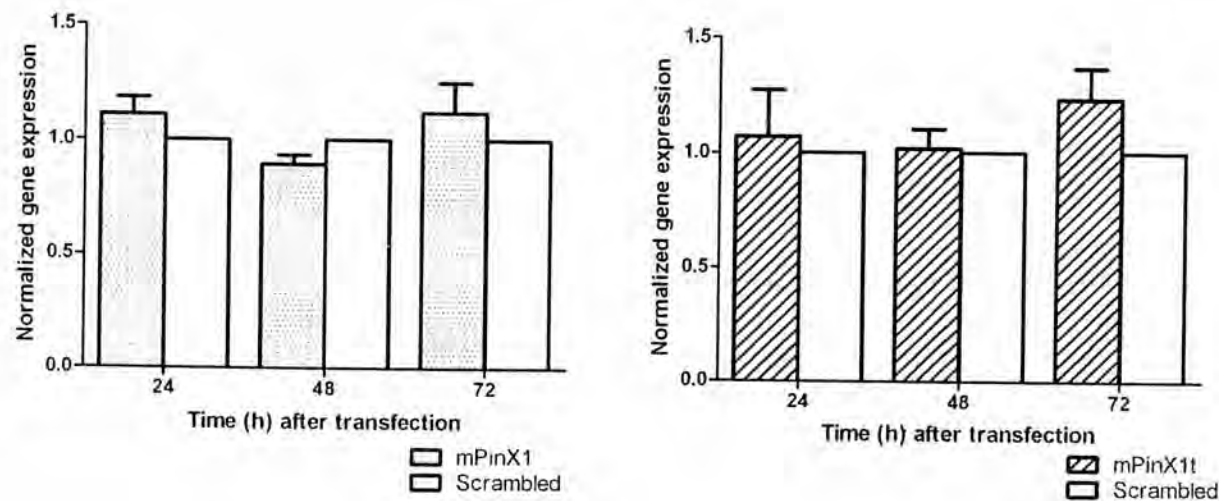 Normalized gene expression
1.5
1.0
0.5
0.0
24
48
72
Time (h) after transfection
mPinX1
Scrambled
Normalized gene expression
1.5
1.0
0.5
0.0
24
48
72
Time (h) after transfection
mPinX1t
Scrambled